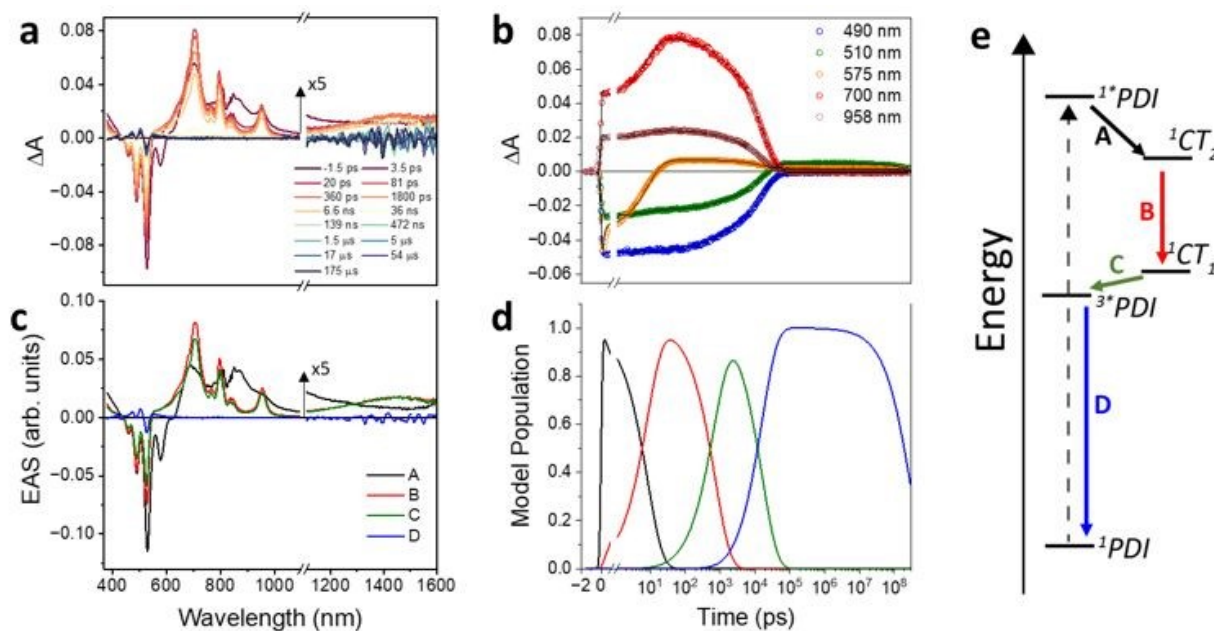 a
ΔA
0.08
0.04
0.00
−0.04
−0.08
x5
-1.5 ps 3.5 ps
20 ps 81 ps
360 ps 1800 ps
6.6 ns 36 ns
139 ns 472 ns
1.5 μs 5 μs
17 μs 54 μs
175 μs
b
ΔA
0.08
0.06
0.04
0.02
0.00
−0.02
−0.04
−0.06
490 nm
510 nm
575 nm
700 nm
958 nm
c
EAS (arb. units)
0.10
0.05
0.00
−0.05
−0.10
x5
A
B
C
D
400 600 800 1000 1200 1400 1600
Wavelength (nm)
d
Model Population
1.0
0.8
0.6
0.4
0.2
0.0
−2 0 10¹ 10² 10³ 10⁴ 10⁵ 10⁶ 10⁷ 10⁸
Time (ps)
e
Energy
¹*PDI
A
¹CT₂
B
¹CT₁
C
³*PDI
D
¹PDI